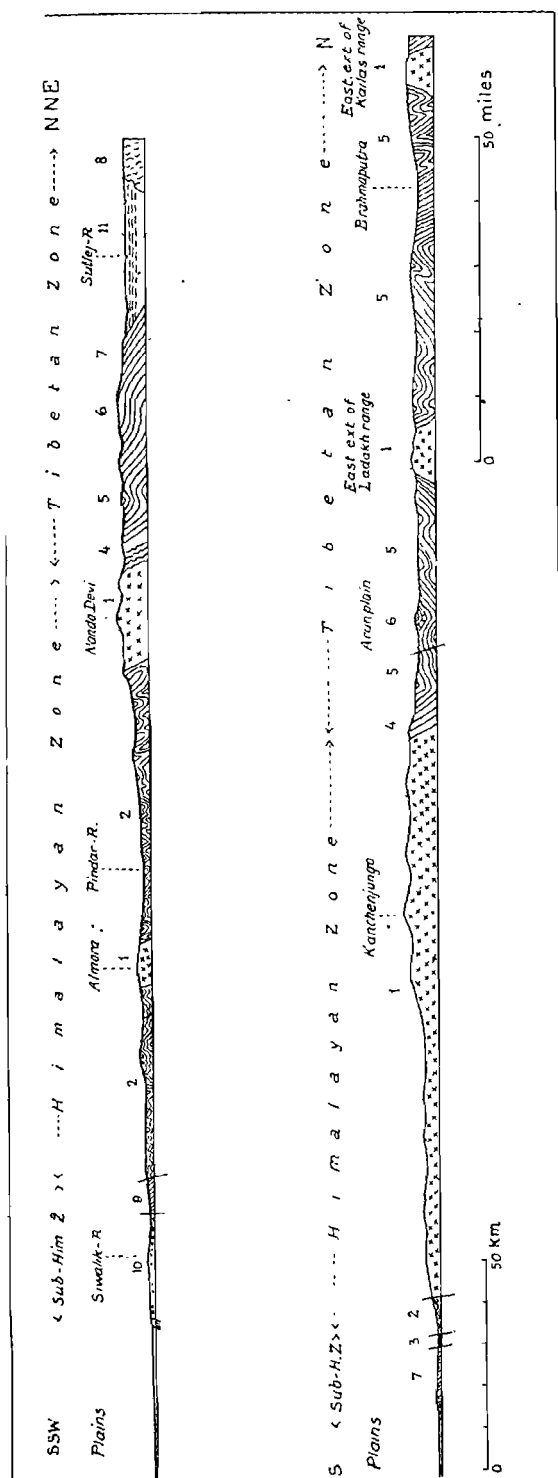 SSW < Sub-Him Z >< ---- H i m a l a y a n Z o n e -----> <----- T i b e t a n Z o n e ----> NNE
Plains Siwalik-R Almora Pindar-R. Nanda Devi Sutlej-R
10 9 2 1 2 1 4 5 6 7 11 8
S < Sub-H.Z>< ---- H i m a l a y a n Z o n e ----------><----- T i b e t a n Z o n e -------> N
Plains Kanchenjunga Arun plain East ext of Ladakh range Brahmaputra East. ext of Kailas range
7 3 2 1 4 5 6 5 1 5 5 1
0 50 km 0 50 miles